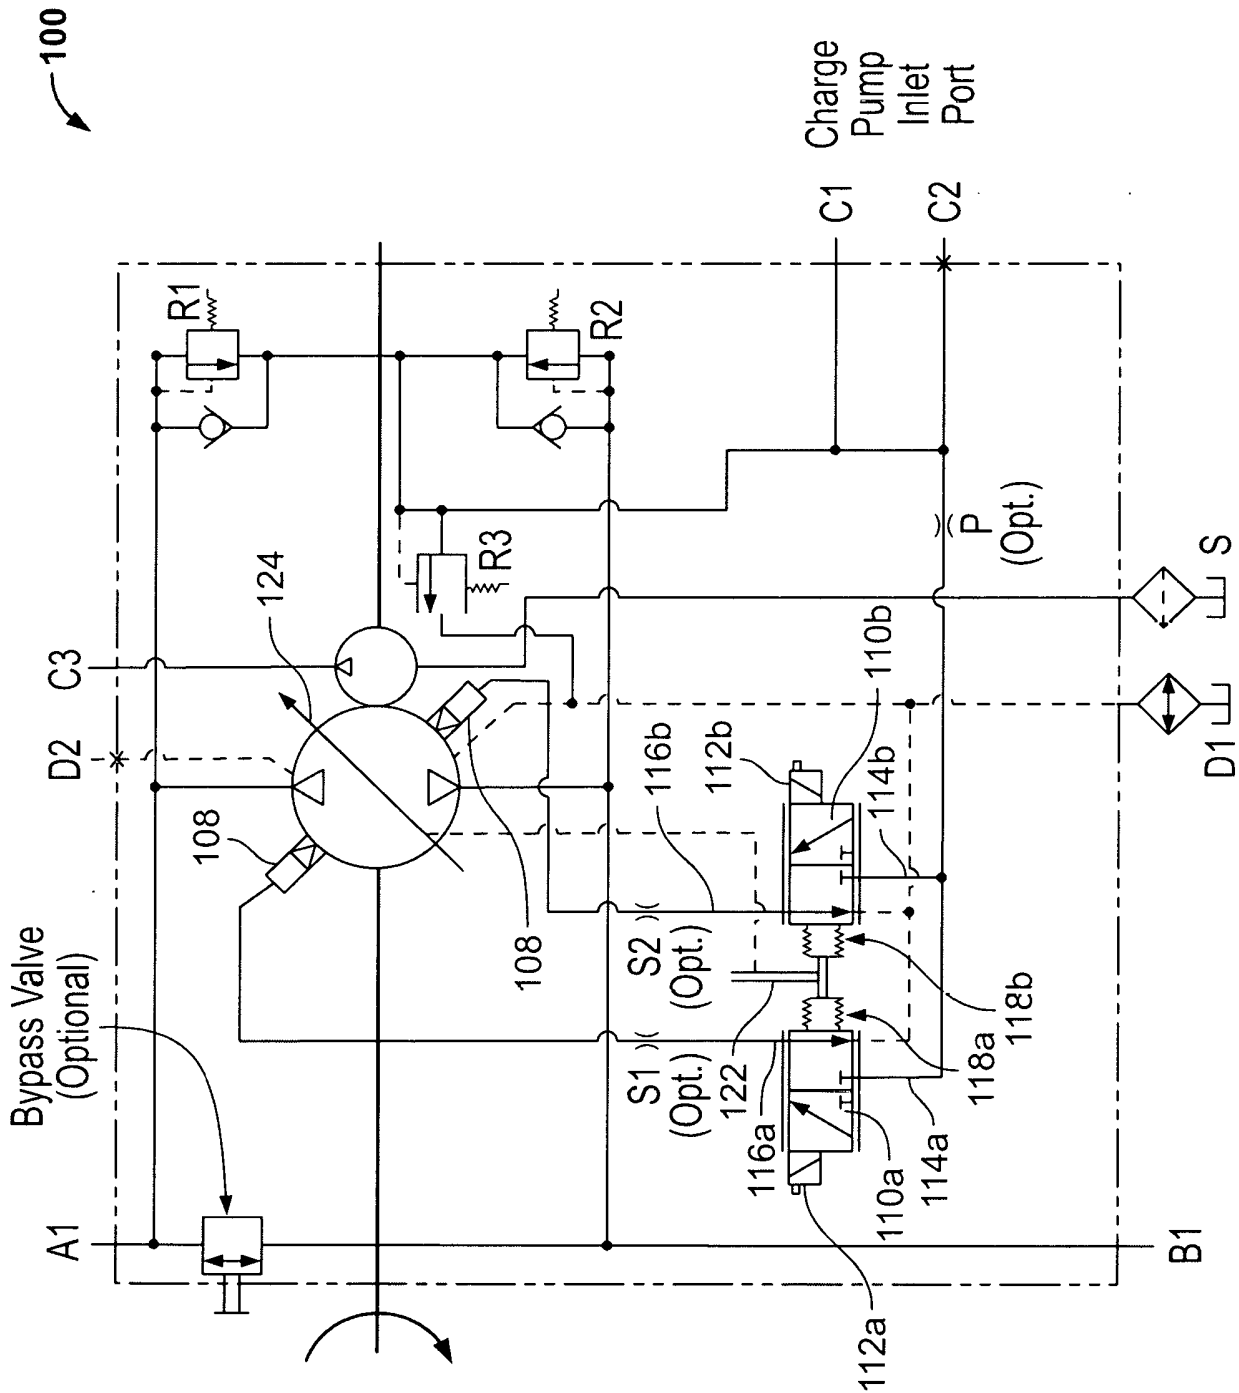 100
Bypass Valve
(Optional)
A1
108
D2
C3
124
R1
R2
R3
108
S1
(Opt.)
S2
(Opt.)
116a
122
116b
112b
110b
114b
P
(Opt.)
C1
C2
Charge
Pump
Inlet
Port
112a
110a
114a
118a
118b
B1
D1
S